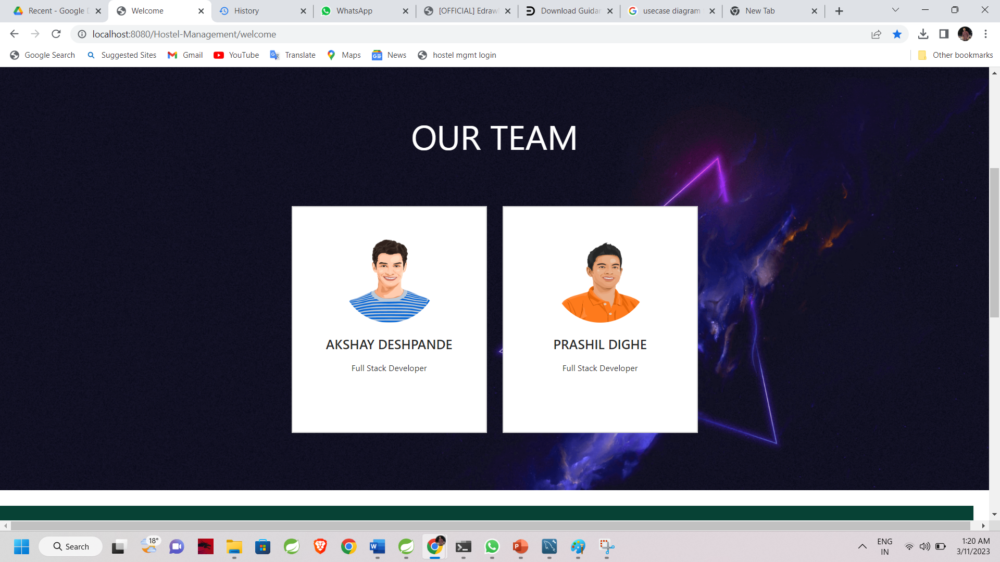 Recent - Google D
Welcome
History
WhatsApp
[OFFICIAL] Edraw
Download Guidan
usecase diagram
New Tab
localhost:8080/Hostel-Management/welcome
Google Search
Suggested Sites
Gmail
YouTube
Translate
Maps
News
hostel mgmt login
Other bookmarks
OUR TEAM
AKSHAY DESHPANDE
Full Stack Developer
PRASHIL DIGHE
Full Stack Developer
Search
18°
ENG
IN
1:20 AM
3/11/2023